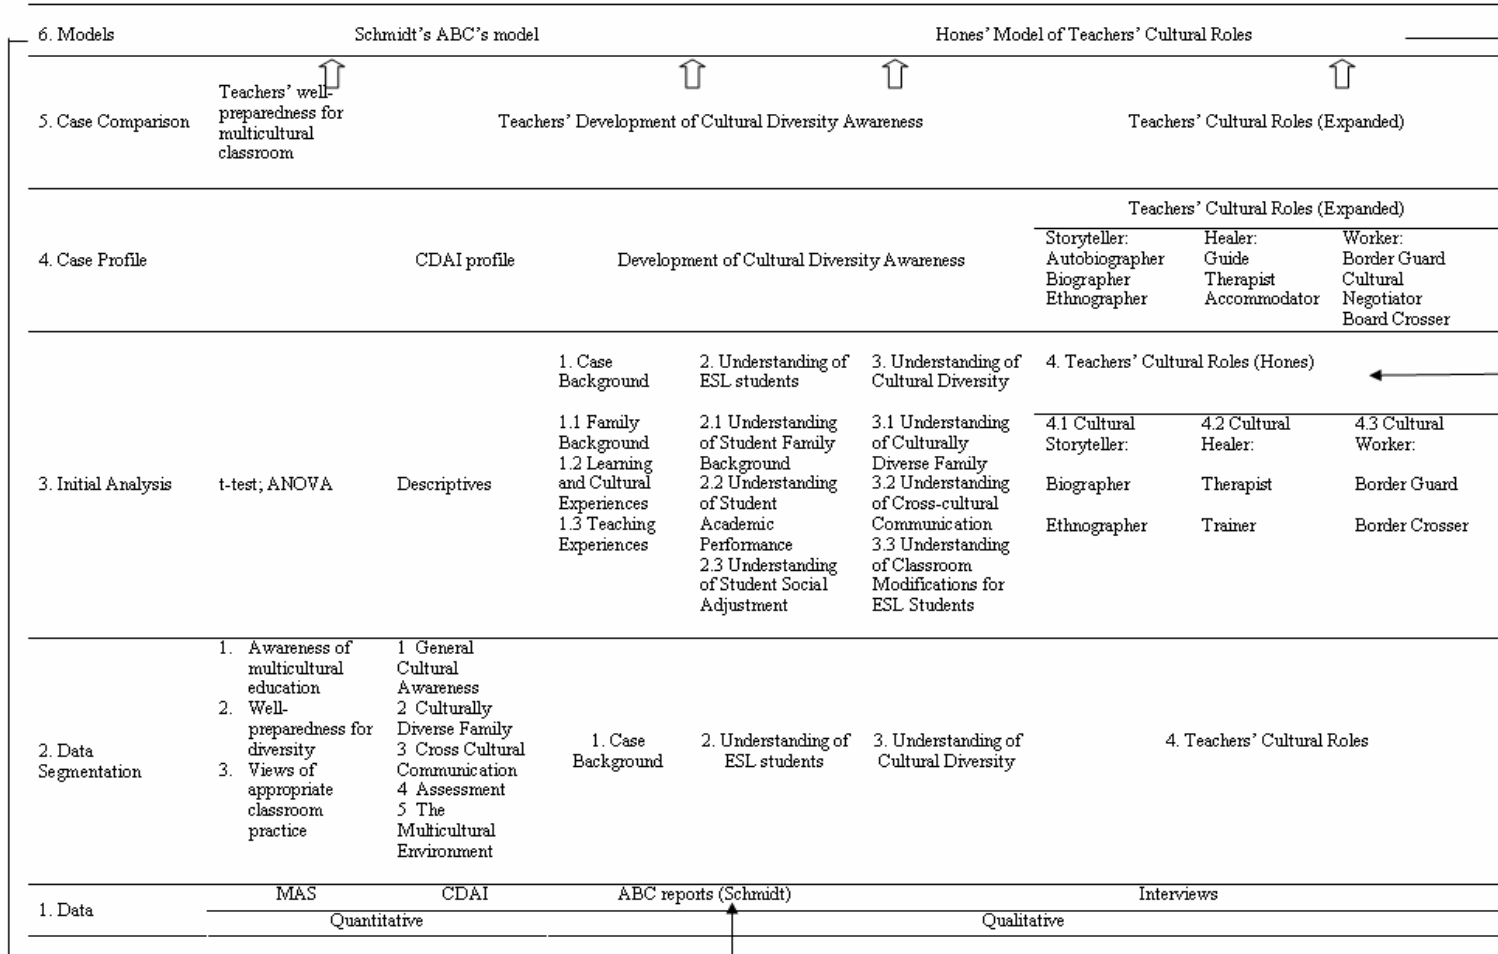 6. Models
Schmidt's ABC's model
Hones' Model of Teachers' Cultural Roles
5. Case Comparison
Teachers' well-
preparedness for
multicultural
classroom
Teachers' Development of Cultural Diversity Awareness
Teachers' Cultural Roles (Expanded)
4. Case Profile
CDAI profile
Development of Cultural Diversity Awareness
Teachers' Cultural Roles (Expanded)
Storyteller:
Autobiographer
Biographer
Ethnographer
Healer:
Guide
Therapist
Accommodator
Worker:
Border Guard
Cultural
Negotiator
Board Crosser
3. Initial Analysis
t-test; ANOVA
Descriptives
1. Case
Background
1.1 Family
Background
1.2 Learning
and Cultural
Experiences
1.3 Teaching
Experiences
2. Understanding of
ESL students
2.1 Understanding
of Student Family
Background
2.2 Understanding
of Student
Academic
Performance
2.3 Understanding
of Student Social
Adjustment
3. Understanding of
Cultural Diversity
3.1 Understanding
of Culturally
Diverse Family
3.2 Understanding
of Cross-cultural
Communication
3.3 Understanding
of Classroom
Modifications for
ESL Students
4. Teachers' Cultural Roles (Hones)
4.1 Cultural
Storyteller:
Biographer
Ethnographer
4.2 Cultural
Healer:
Therapist
Trainer
4.3 Cultural
Worker:
Border Guard
Border Crosser
2. Data
Segmentation
1. Awareness of
multicultural
education
2. Well-
preparedness for
diversity
3. Views of
appropriate
classroom
practice
1 General
Cultural
Awareness
2 Culturally
Diverse Family
3 Cross Cultural
Communication
4 Assessment
5 The
Multicultural
Environment
1. Case
Background
2. Understanding of
ESL students
3. Understanding of
Cultural Diversity
4. Teachers' Cultural Roles
1. Data
MAS
CDAI
ABC reports (Schmidt)
Interviews
Quantitative
Qualitative